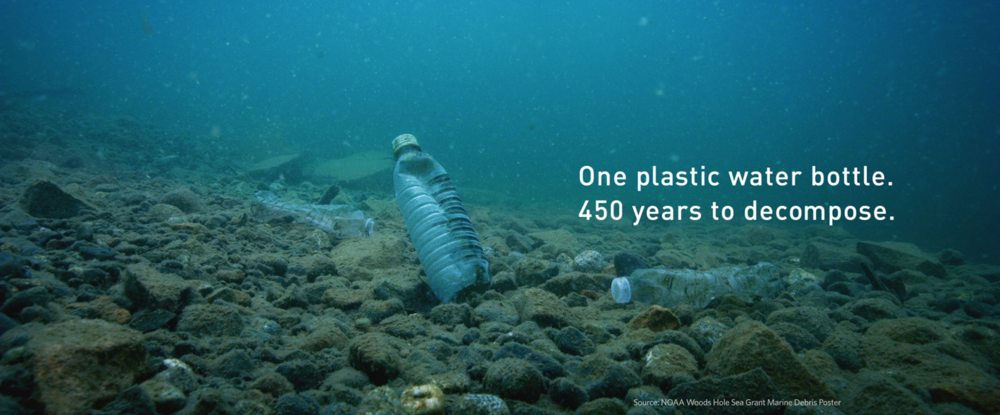 One plastic water bottle.
450 years to decompose.
Source: NOAA Woods Hole Sea Grant Marine Debris Poster